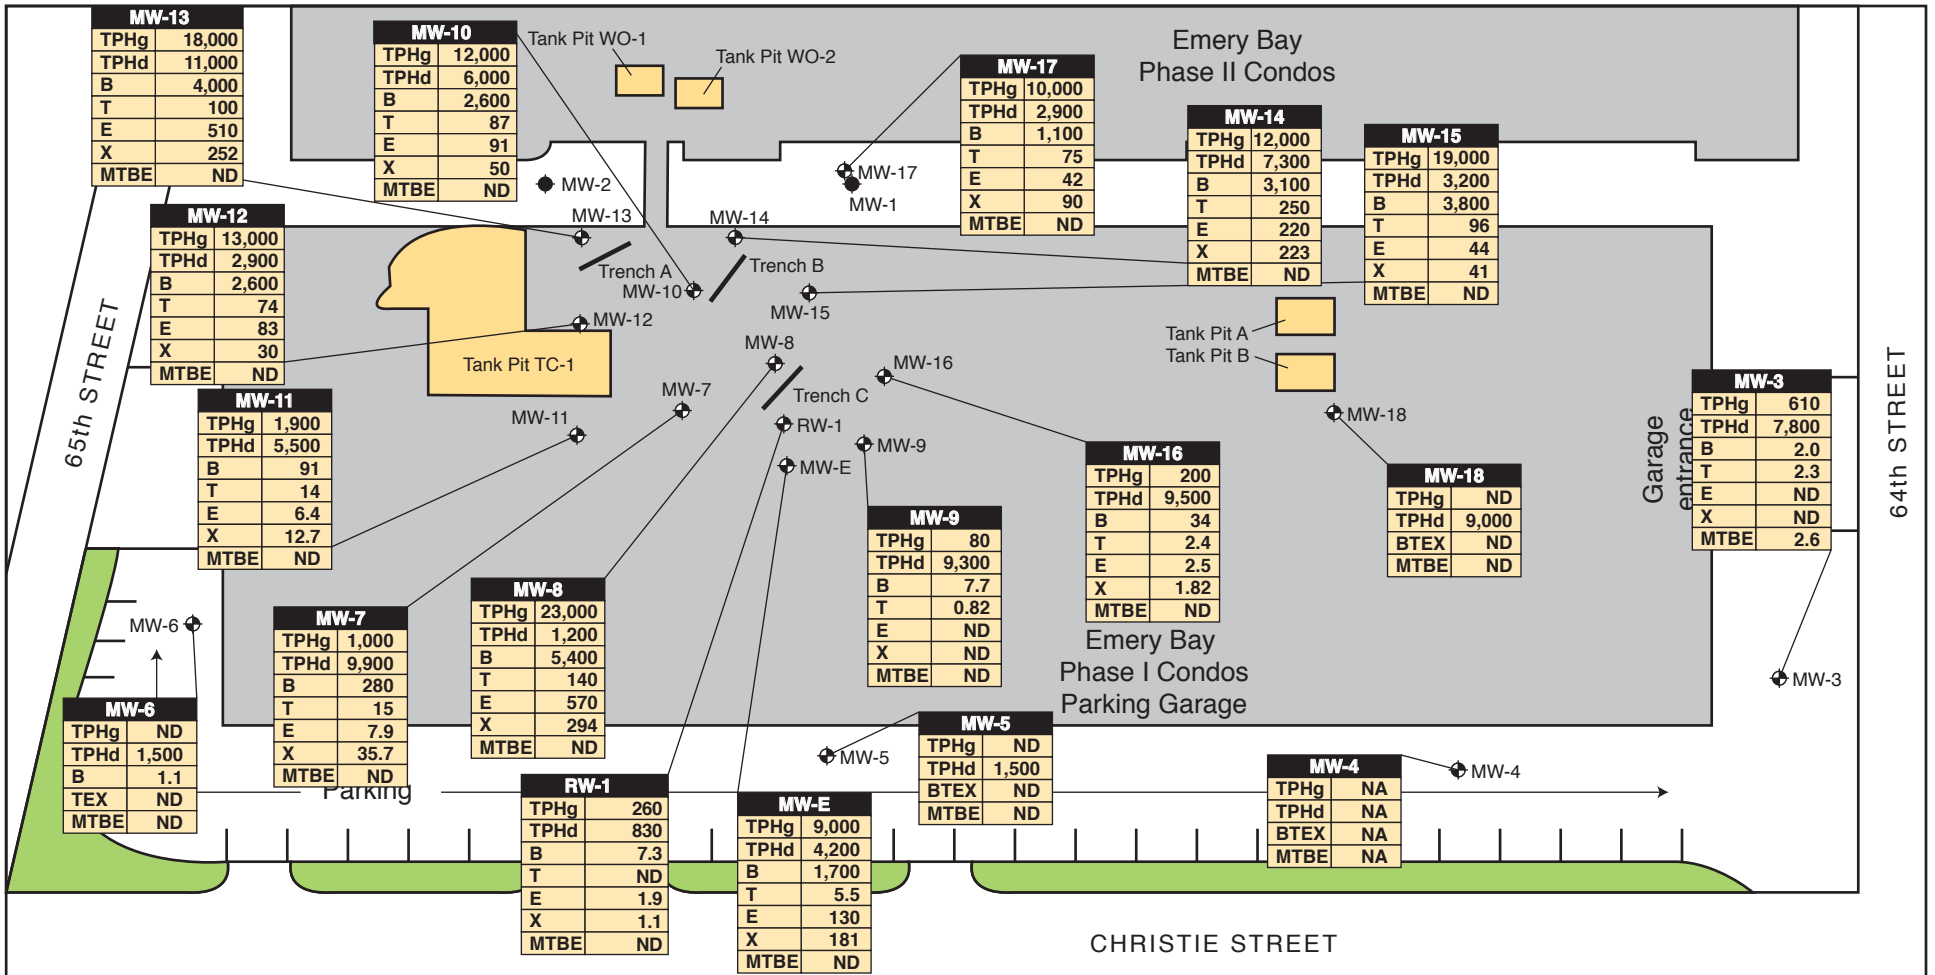 MW-13
TPHg 18,000
TPHd 11,000
B 4,000
T 100
E 510
X 252
MTBE ND
MW-10
TPHg 12,000
TPHd 6,000
B 2,600
T 87
E 91
X 50
MTBE ND
Tank Pit WO-1
Tank Pit WO-2
MW-17
TPHg 10,000
TPHd 2,900
B 1,100
T 75
E 42
X 90
MTBE ND
Emery Bay
Phase II Condos
MW-14
TPHg 12,000
TPHd 7,300
B 3,100
T 250
E 220
X 223
MTBE ND
MW-15
TPHg 19,000
TPHd 3,200
B 3,800
T 96
E 44
X 41
MTBE ND
MW-2
MW-17
MW-1
MW-13
MW-14
MW-12
TPHg 13,000
TPHd 2,900
B 2,600
T 74
E 83
X 30
MTBE ND
Trench A
Trench B
MW-10
MW-15
MW-12
Tank Pit TC-1
MW-8
MW-16
Trench C
MW-7
MW-11
RW-1
MW-9
MW-E
Tank Pit A
Tank Pit B
MW-18
65th STREET
64th STREET
Garage
entrance
MW-3
TPHg 610
TPHd 7,800
B 2.0
T 2.3
E ND
X ND
MTBE 2.6
MW-11
TPHg 1,900
TPHd 5,500
B 91
T 14
E 6.4
X 12.7
MTBE ND
MW-16
TPHg 200
TPHd 9,500
B 34
T 2.4
E 2.5
X 1.82
MTBE ND
MW-18
TPHg ND
TPHd 9,000
BTEX ND
MTBE ND
MW-9
TPHg 80
TPHd 9,300
B 7.7
T 0.82
E ND
X ND
MTBE ND
MW-8
TPHg 23,000
TPHd 1,200
B 5,400
T 140
E 570
X 294
MTBE ND
MW-7
TPHg 1,000
TPHd 9,900
B 280
T 15
E 7.9
X 35.7
MTBE ND
Emery Bay
Phase I Condos
Parking Garage
MW-6
MW-3
MW-6
TPHg ND
TPHd 1,500
B 1.1
TEX ND
MTBE ND
Parking
MW-5
MW-5
TPHg ND
TPHd 1,500
BTEX ND
MTBE ND
MW-4
TPHg NA
TPHd NA
BTEX NA
MTBE NA
MW-4
RW-1
TPHg 260
TPHd 830
B 7.3
T ND
E 1.9
X 1.1
MTBE ND
MW-E
TPHg 9,000
TPHd 4,200
B 1,700
T 5.5
E 130
X 181
MTBE ND
CHRISTIE STREET